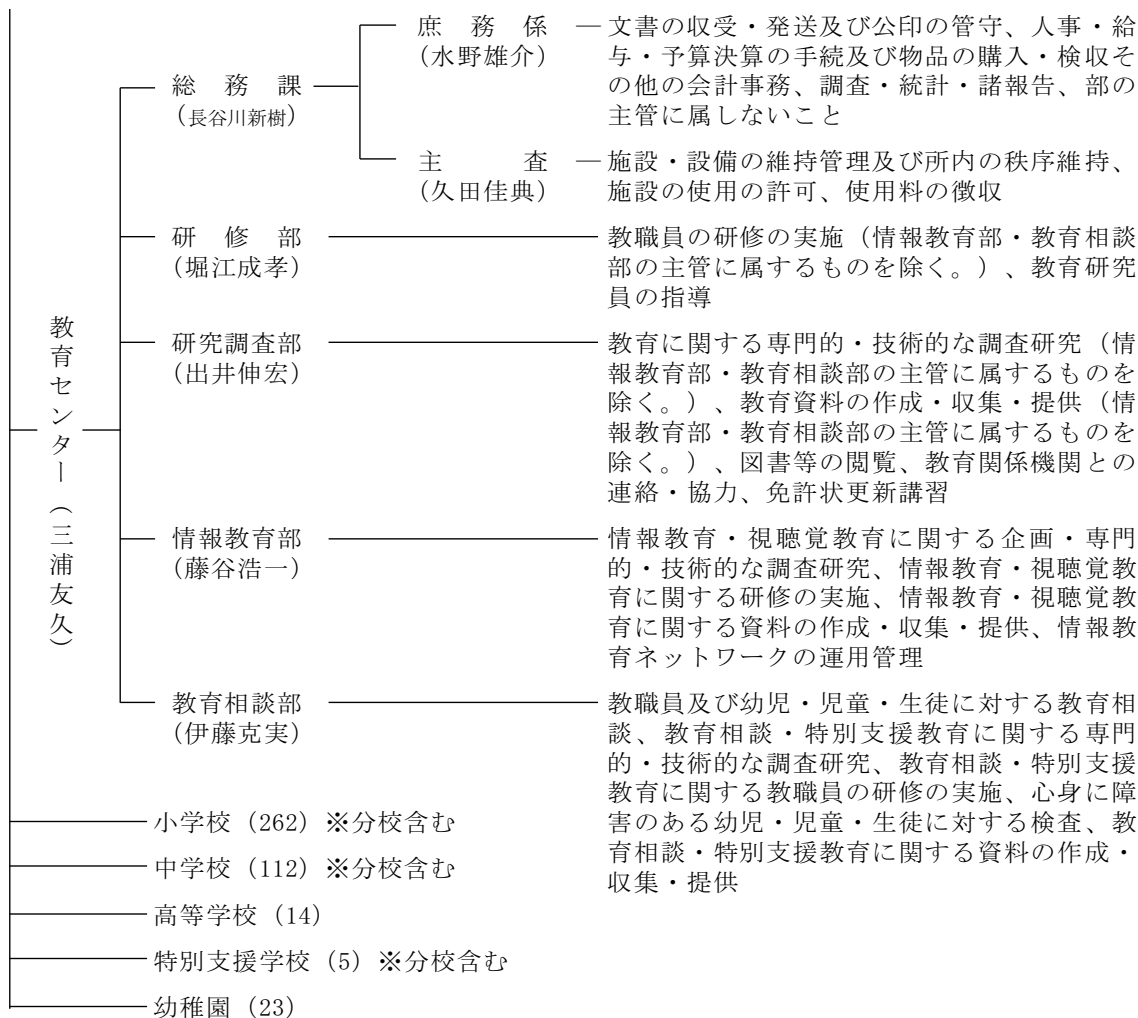 教育センター（三浦友久）
総務課
(長谷川新樹)
庶務係
(水野雄介)
文書の収受・発送及び公印の管守、人事・給
与・予算決算の手続及び物品の購入・検収そ
の他の会計事務、調査・統計・諸報告、部の
主管に属しないこと
主査
(久田佳典)
施設・設備の維持管理及び所内の秩序維持、
施設の使用の許可、使用料の徴収
研修部
(堀江成孝)
教職員の研修の実施（情報教育部・教育相談
部の主管に属するものを除く。）、教育研究
員の指導
研究調査部
(出井伸宏)
教育に関する専門的・技術的な調査研究（情
報教育部・教育相談部の主管に属するものを
除く。）、教育資料の作成・収集・提供（情
報教育部・教育相談部の主管に属するものを
除く。）、図書等の閲覧、教育関係機関との
連絡・協力、免許状更新講習
情報教育部
(藤谷浩一)
情報教育・視聴覚教育に関する企画・専門
的・技術的な調査研究、情報教育・視聴覚教
育に関する研修の実施、情報教育・視聴覚教
育に関する資料の作成・収集・提供、情報教
育ネットワークの運用管理
教育相談部
(伊藤克実)
教職員及び幼児・児童・生徒に対する教育相
談、教育相談・特別支援教育に関する専門
的・技術的な調査研究、教育相談・特別支援
教育に関する教職員の研修の実施、心身に障
害のある幼児・児童・生徒に対する検査、教
育相談・特別支援教育に関する資料の作成・
収集・提供
小学校（262）※分校含む
中学校（112）※分校含む
高等学校（14）
特別支援学校（5）※分校含む
幼稚園（23）